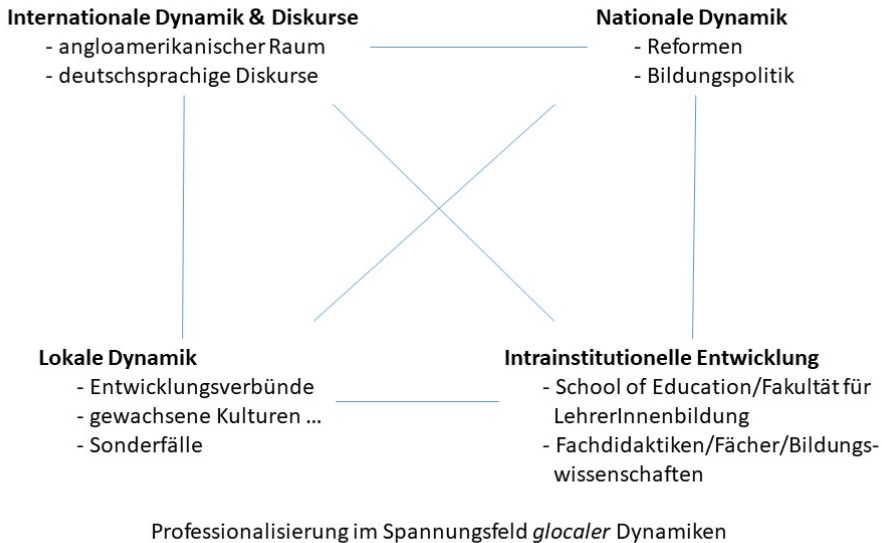 Internationale Dynamik & Diskurse
- angloamerikanischer Raum
- deutschsprachige Diskurse
Nationale Dynamik
- Reformen
- Bildungspolitik
Lokale Dynamik
- Entwicklungsverbünde
- gewachsene Kulturen ...
- Sonderfälle
Intrainstitutionelle Entwicklung
- School of Education/Fakultät für
LehrerInnenbildung
- Fachdidaktiken/Fächer/Bildungs-
wissenschaften
Professionalisierung im Spannungsfeld glocaler Dynamiken